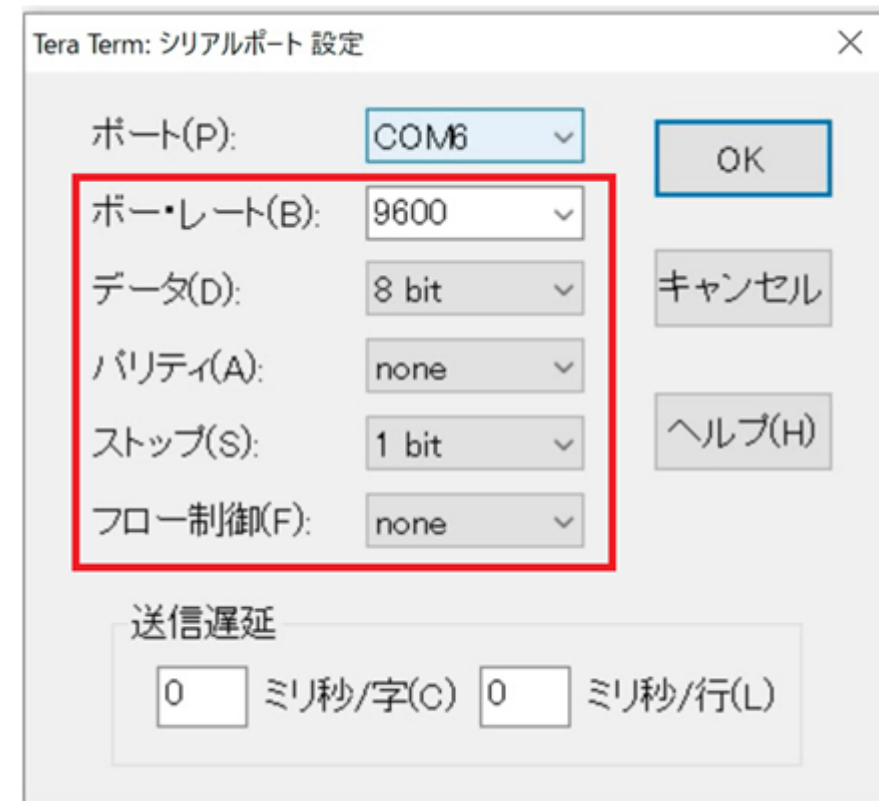 Tera Term: シリアルポート 設定
ポート(P): COM6
OK
ボー・レート(B): 9600
データ(D): 8 bit
キャンセル
パリティ(A): none
ストップ(S): 1 bit
ヘルプ(H)
フロー制御(F): none
送信遅延
0 ミリ秒/字(C) 0 ミリ秒/行(L)